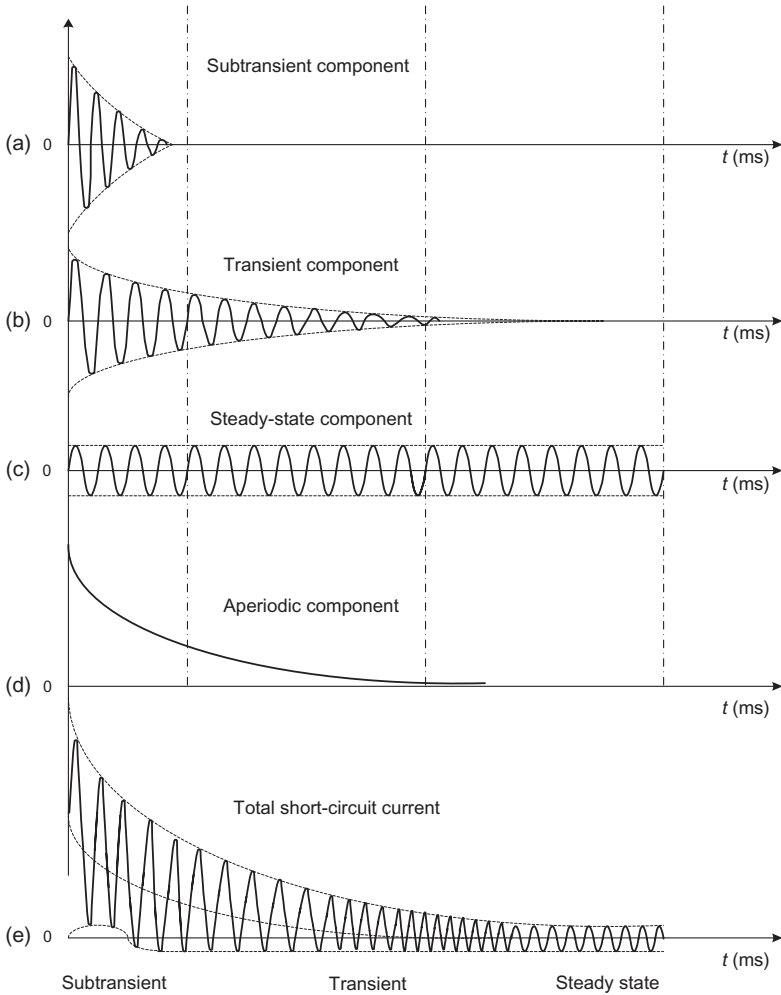 Subtransient component
(a) 0
t (ms)
Transient component
(b) 0
t (ms)
Steady-state component
(c) 0
t (ms)
Aperiodic component
(d) 0
t (ms)
Total short-circuit current
(e) 0
t (ms)
Subtransient Transient Steady state